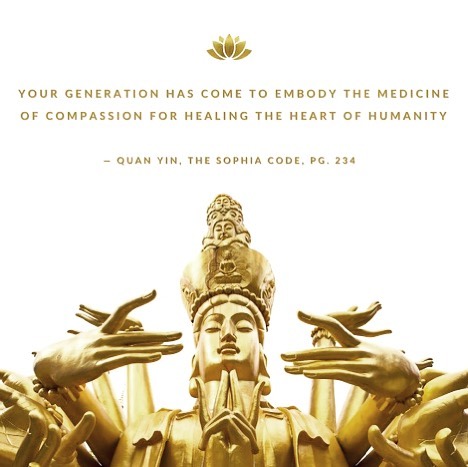 YOUR GENERATION HAS COME TO EMBODY THE MEDICINE
OF COMPASSION FOR HEALING THE HEART OF HUMANITY
– QUAN YIN, THE SOPHIA CODE, PG. 234